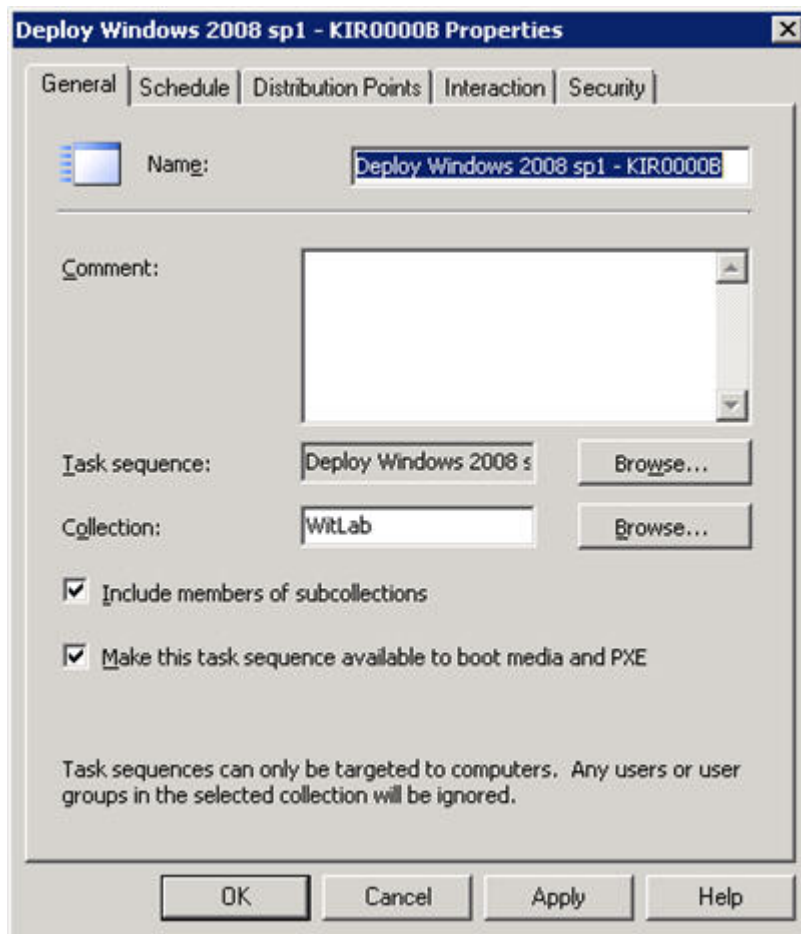 Deploy Windows 2008 sp1 - KIR0000B Properties
General Schedule Distribution Points Interaction Security
Name: Deploy Windows 2008 sp1 - KIR0000B
Comment:
Task sequence: Deploy Windows 2008 s Browse...
Collection: WitLab Browse...
Include members of subcollections
Make this task sequence available to boot media and PXE
Task sequences can only be targeted to computers. Any users or user
groups in the selected collection will be ignored.
OK Cancel Apply Help